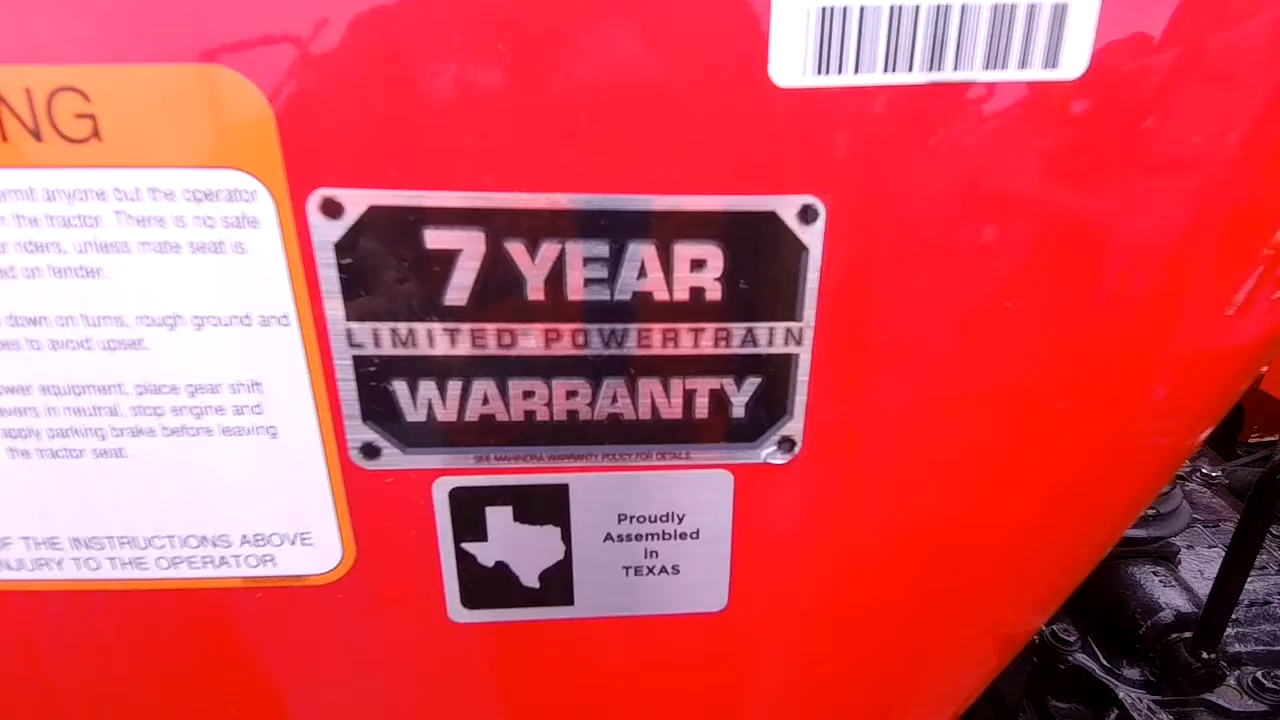 NG
ermit anyone but the operator
the tractor. There is no safe
riders, unless mate seat is
on fender.
down on turns, rough ground and
to avoid upset.
equipment, place gear shift
in neutral, stop engine and
apply parking brake before leaving
the tractor seat.
F THE INSTRUCTIONS ABOVE
NJURY TO THE OPERATOR
7 YEAR
LIMITED POWERTRAIN
WARRANTY
SEE MAHINDRA WARRANTY POLICY FOR DETAILS.
Proudly
Assembled
in
TEXAS